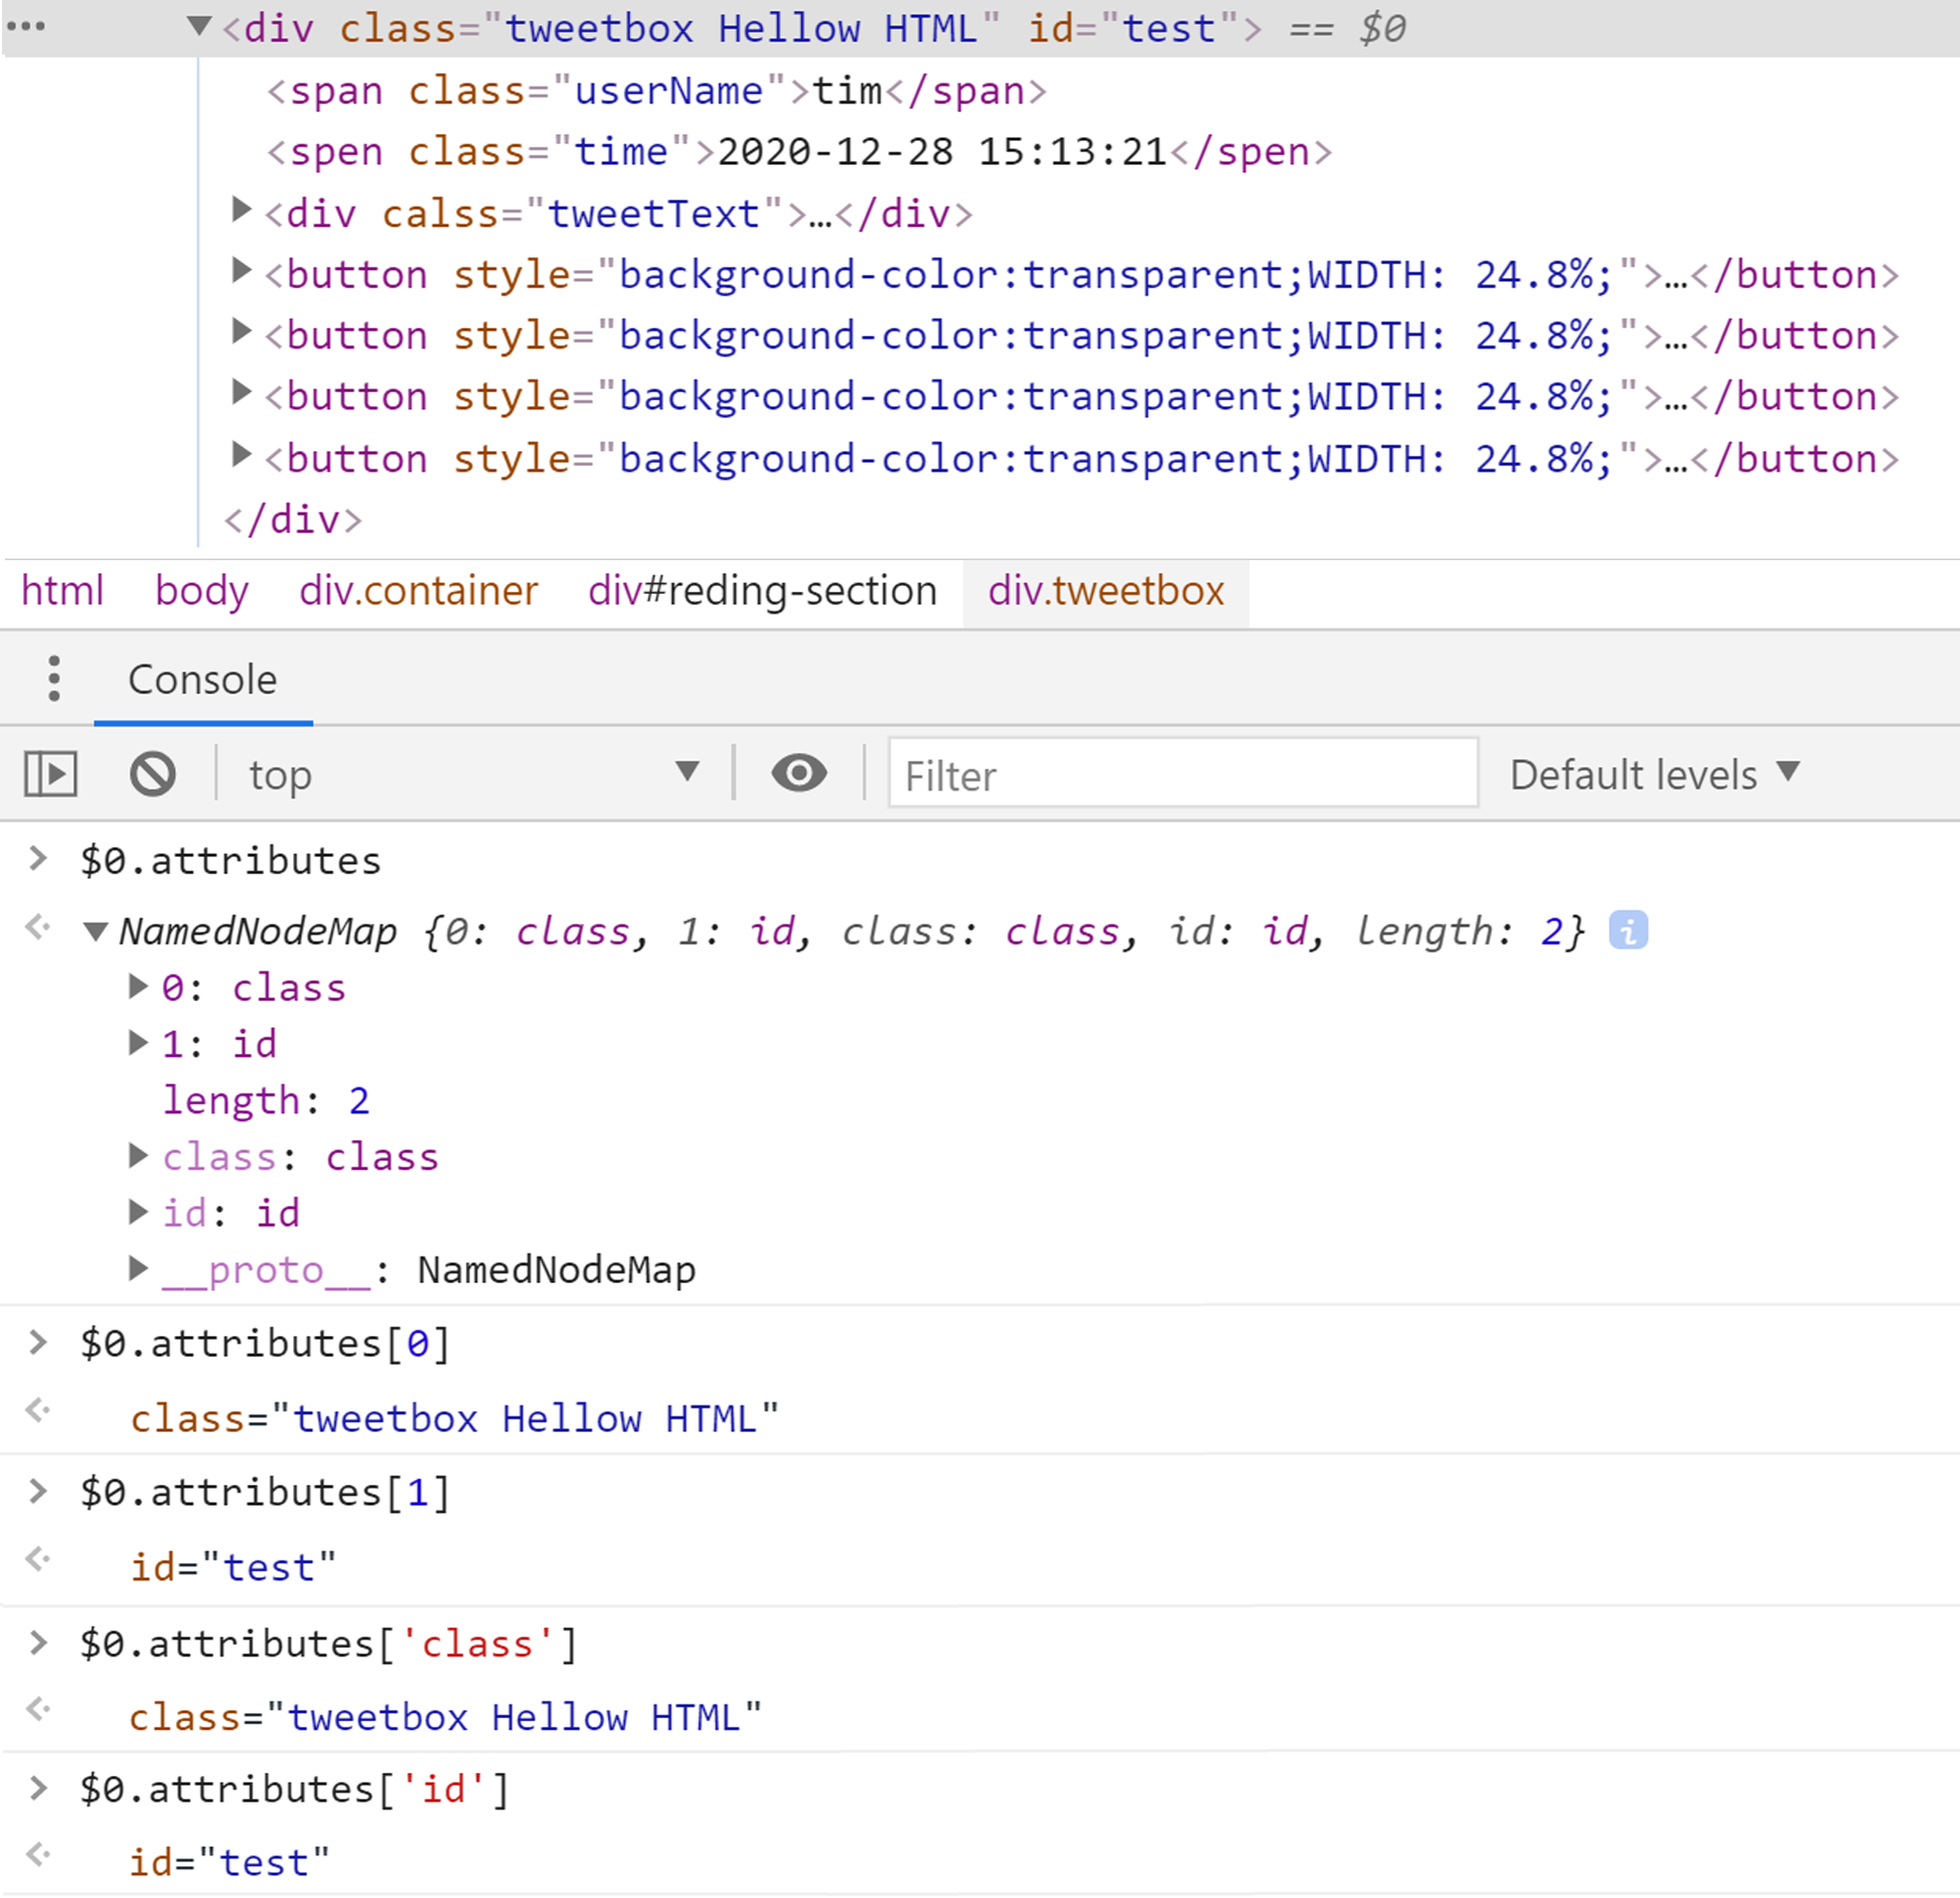 <div class="tweetbox Hellow HTML" id="test"> == $0
<span class="userName">tim</span>
<spen class="time">2020-12-28 15:13:21</spen>
<div calss="tweetText">…</div>
<button style="background-color:transparent;WIDTH: 24.8%;">…</button>
<button style="background-color:transparent;WIDTH: 24.8%;">…</button>
<button style="background-color:transparent;WIDTH: 24.8%;">…</button>
<button style="background-color:transparent;WIDTH: 24.8%;">…</button>
</div>
html body div.container div#reding-section div.tweetbox
Console
top Filter Default levels
$0.attributes
NamedNodeMap {0: class, 1: id, class: class, id: id, length: 2}
0: class
1: id
length: 2
class: class
id: id
__proto__: NamedNodeMap
$0.attributes[0]
class="tweetbox Hellow HTML"
$0.attributes[1]
id="test"
$0.attributes['class']
class="tweetbox Hellow HTML"
$0.attributes['id']
id="test"